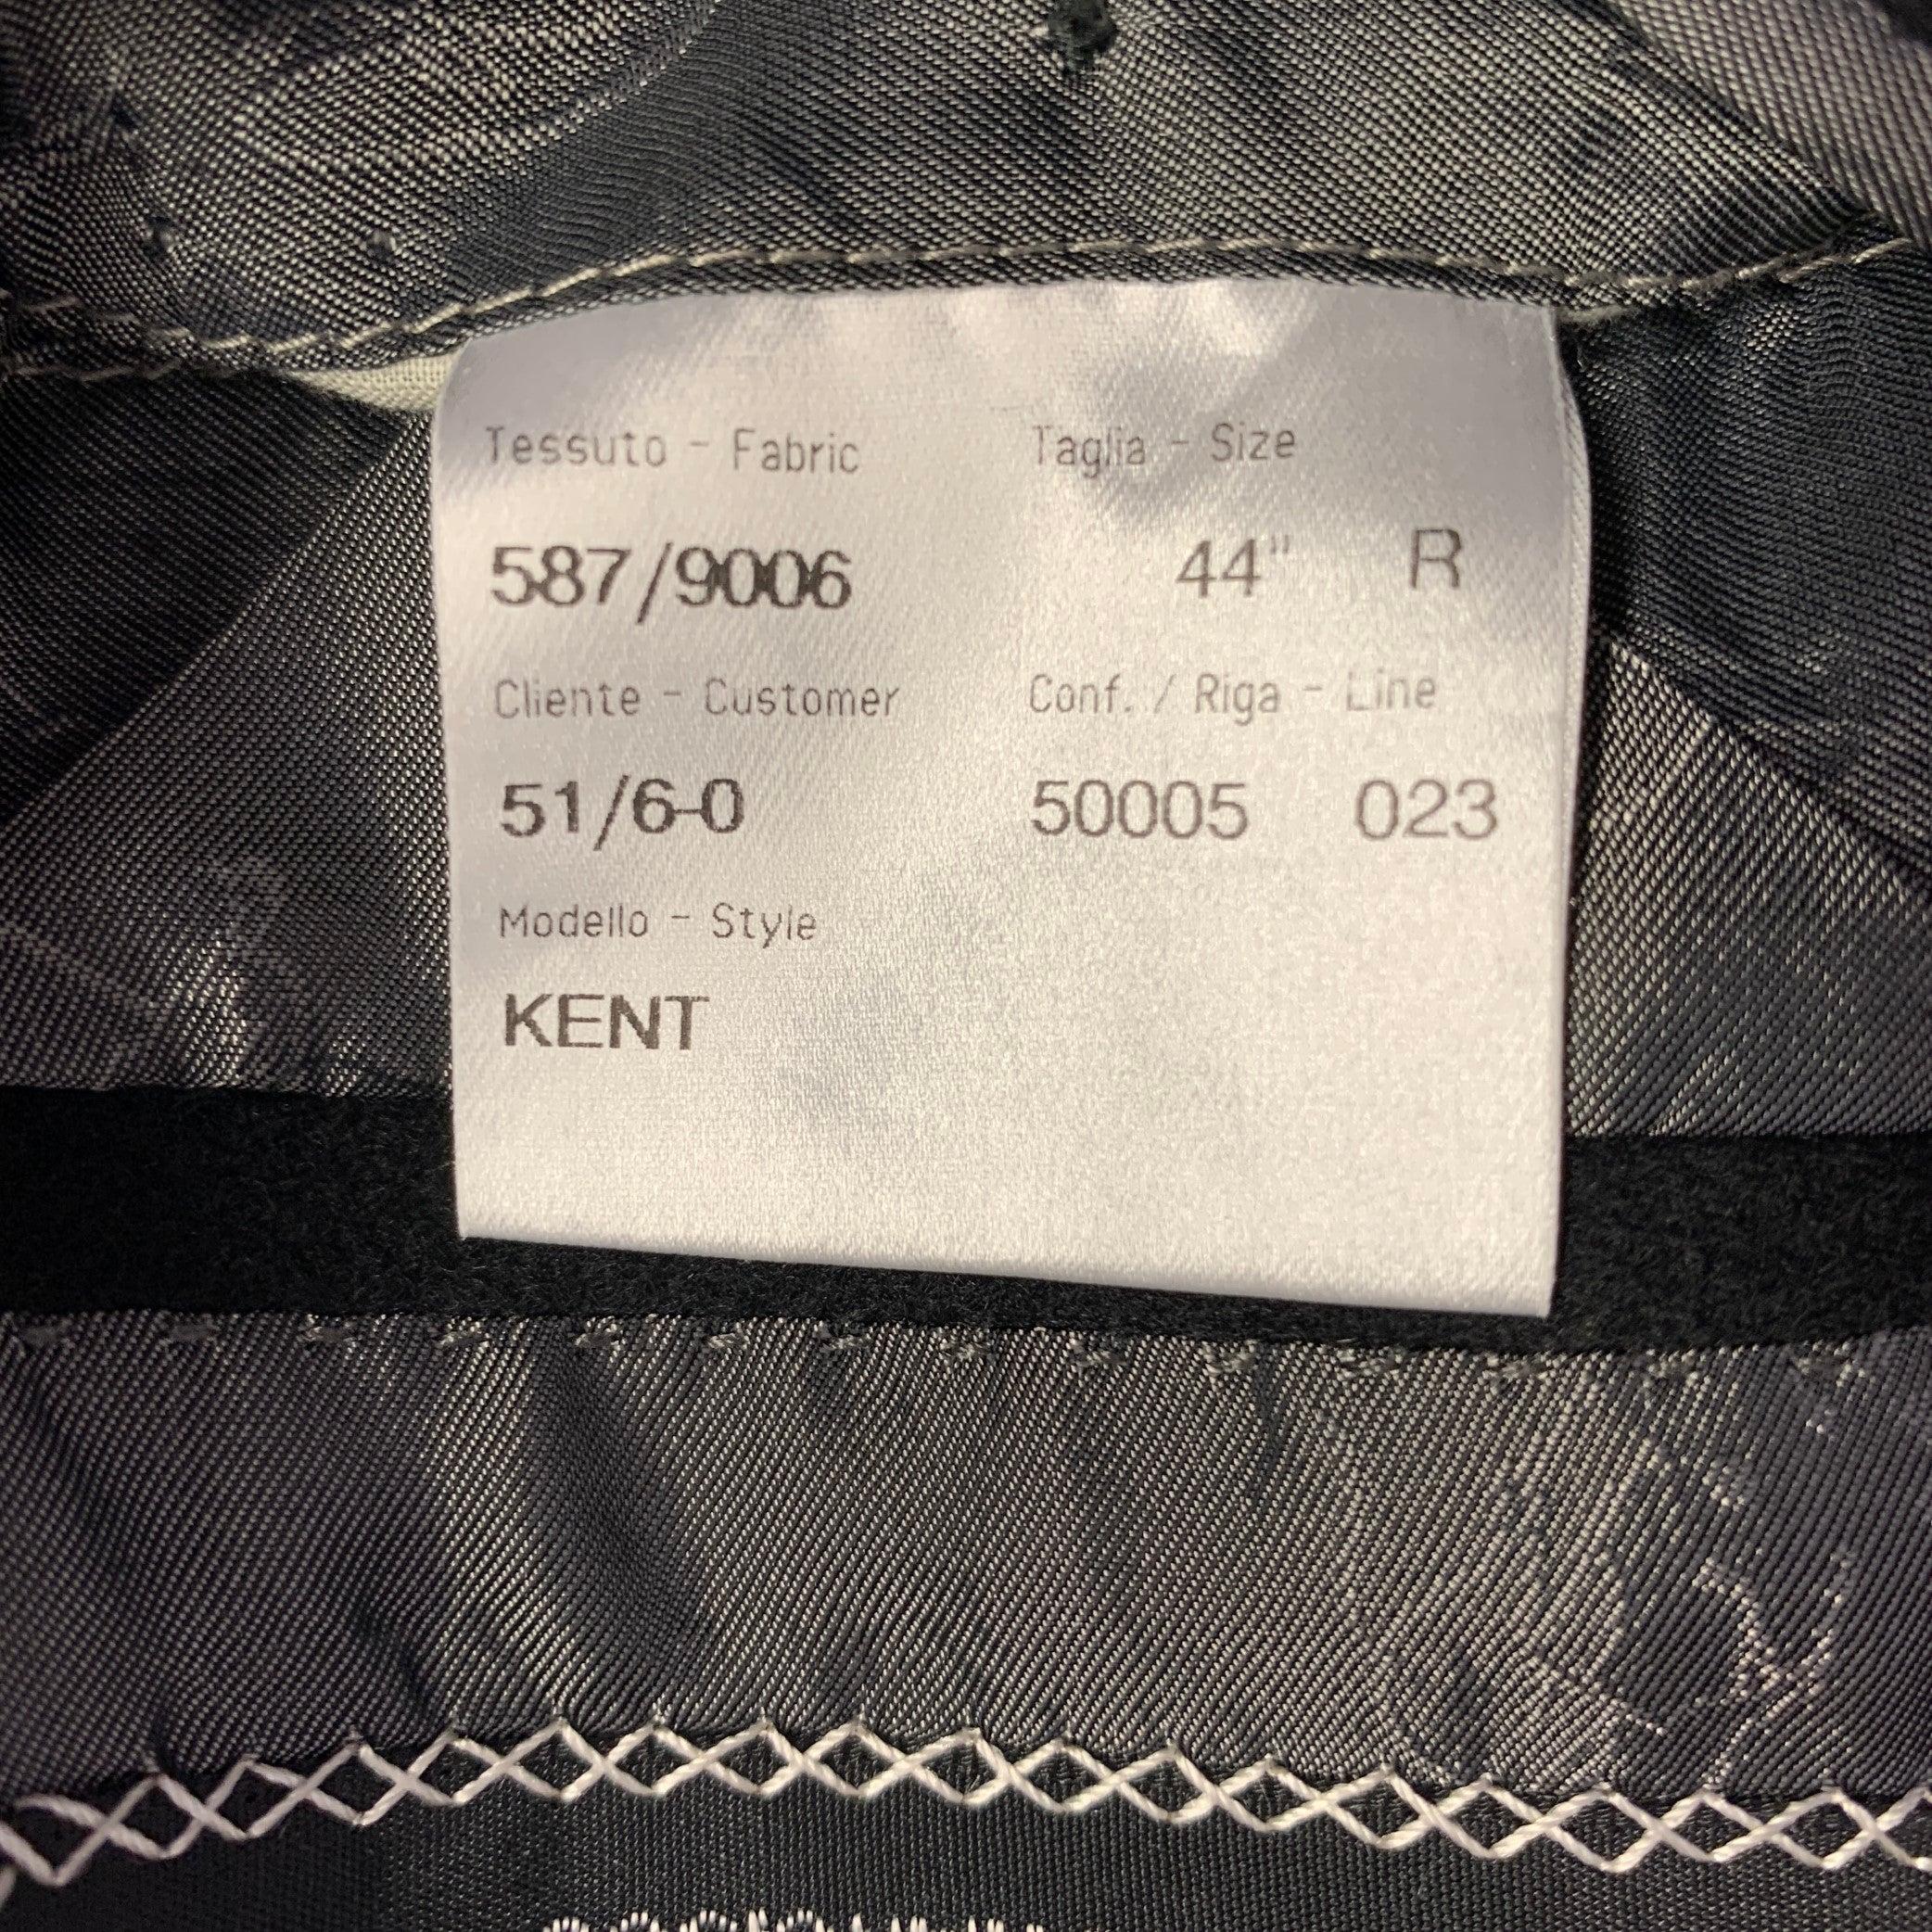 Tessuto - Fabric Taglia - Size
587/9006 44" R
Cliente - Customer Conf. / Riga - Line
51/6-0 50005 023
Modello - Style
KENT